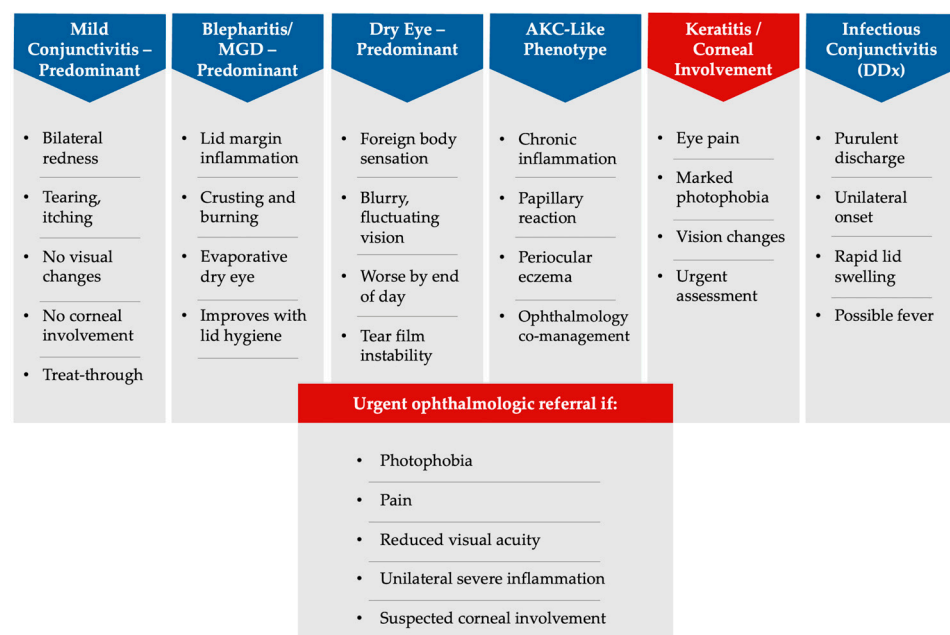 Mild
Conjunctivitis –
Predominant
• Bilateral
redness
• Tearing,
itching
• No visual
changes
• No corneal
involvement
• Treat-through
Blepharitis/
MGD –
Predominant
• Lid margin
inflammation
• Crusting and
burning
• Evaporative
dry eye
• Improves with
lid hygiene
Dry Eye –
Predominant
• Foreign body
sensation
• Blurry,
fluctuating
vision
• Worse by end
of day
• Tear film
instability
AKC-Like
Phenotype
• Chronic
inflammation
• Papillary
reaction
• Periocular
eczema
• Ophthalmology
co-management
Keratitis /
Corneal
Involvement
• Eye pain
• Marked
photophobia
• Vision changes
• Urgent
assessment
Infectious
Conjunctivitis
(DDx)
• Purulent
discharge
• Unilateral
onset
• Rapid lid
swelling
• Possible fever
Urgent ophthalmologic referral if:
• Photophobia
• Pain
• Reduced visual acuity
• Unilateral severe inflammation
• Suspected corneal involvement